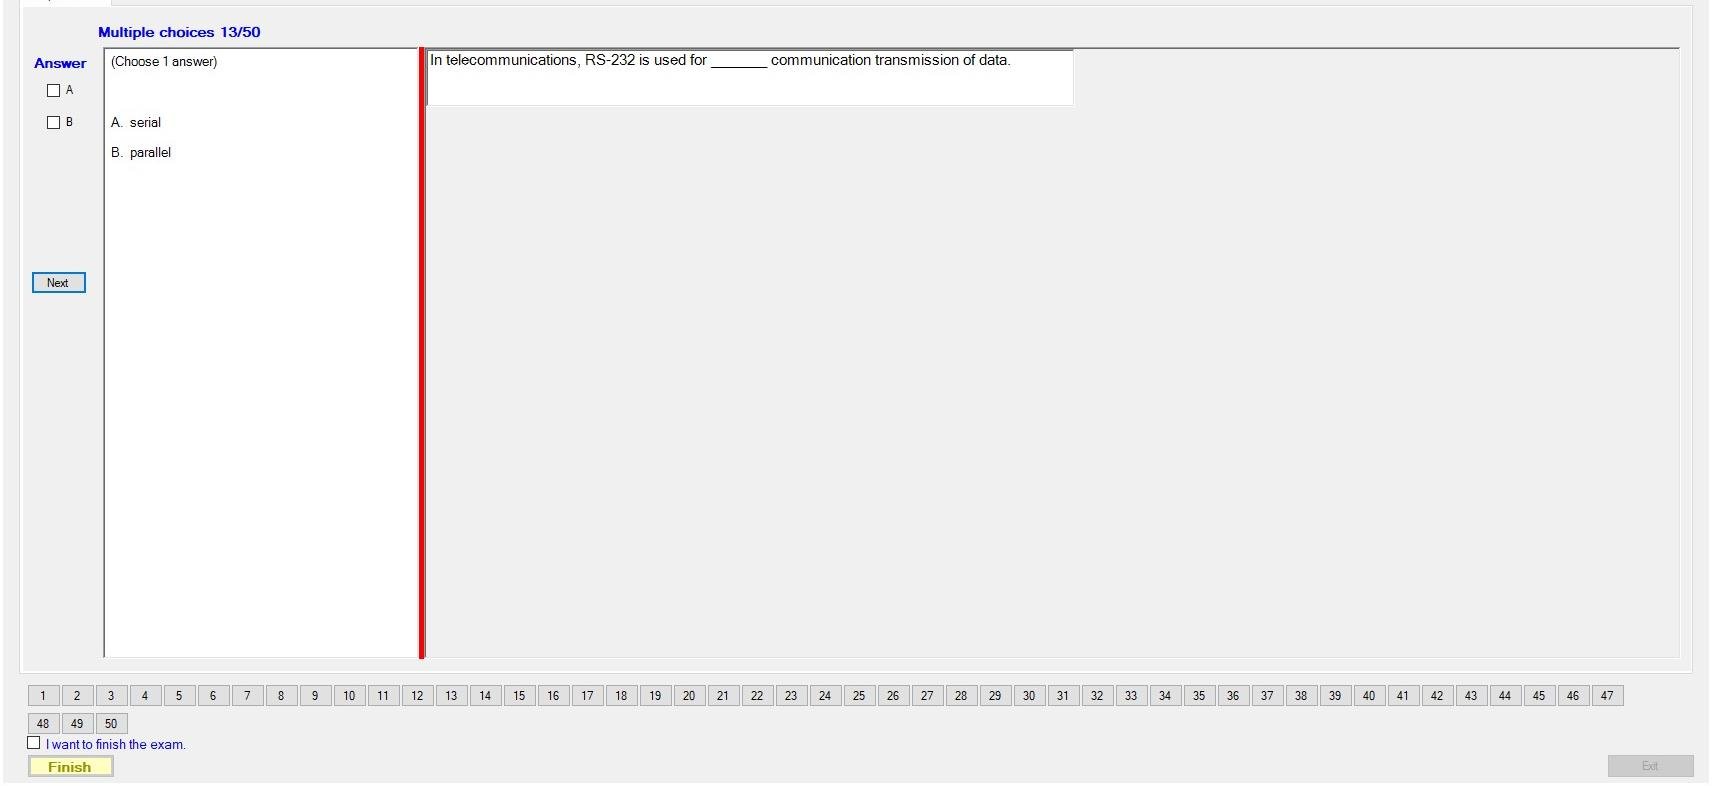 Multiple choices 13/50
Answer
(Choose 1 answer)
In telecommunications, RS-232 is used for _______ communication transmission of data.
A
B
A. serial
B. parallel
Next
1 2 3 4 5 6 7 8 9 10 11 12 13 14 15 16 17 18 19 20 21 22 23 24 25 26 27 28 29 30 31 32 33 34 35 36 37 38 39 40 41 42 43 44 45 46 47
48 49 50
I want to finish the exam.
Finish
Exit